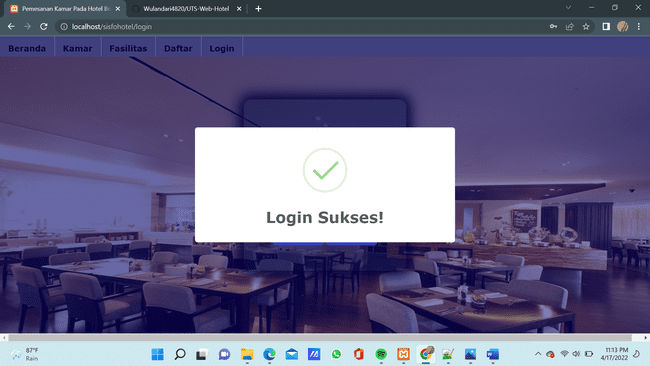 Pemesanan Kamar Pada Hotel B
Wulandari4820/UTS-Web-Hotel
localhost/sisfohotel/login
Beranda Kamar Fasilitas Daftar Login
Login Sukses!
87°F
Rain
11:13 PM
4/17/2022